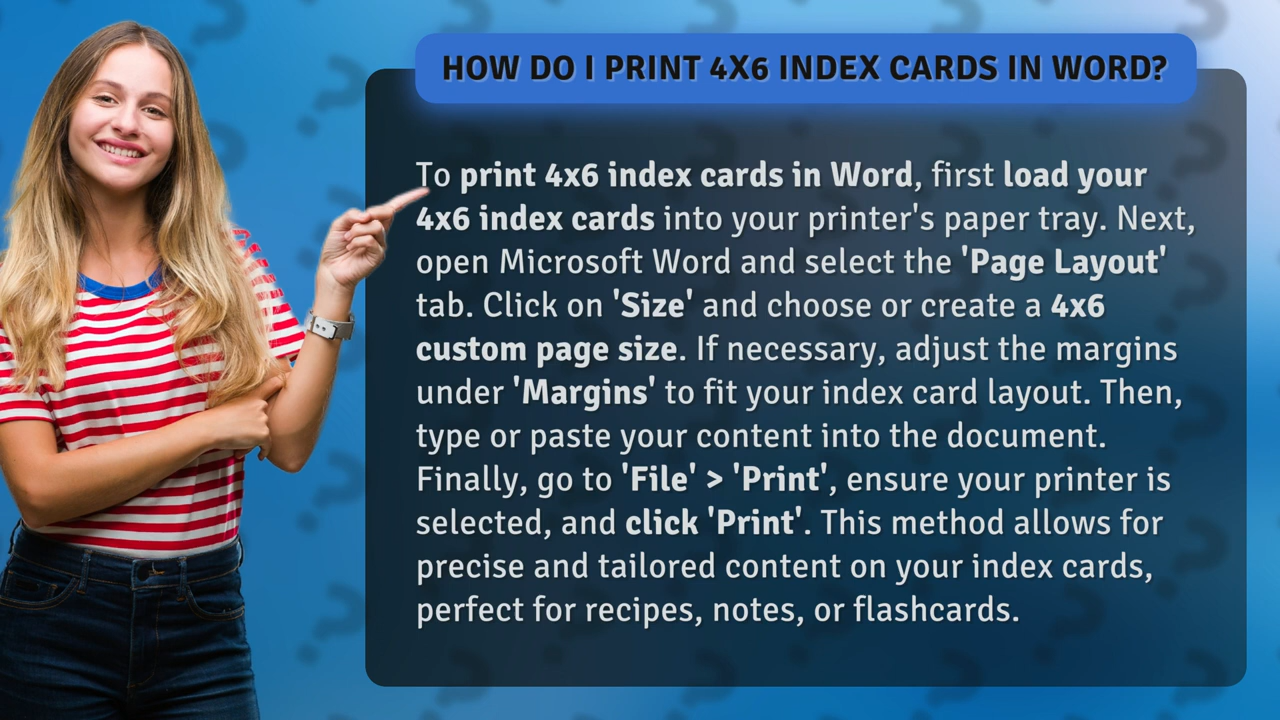 HOW DO I PRINT 4X6 INDEX CARDS IN WORD?
To print 4x6 index cards in Word, first load your
4x6 index cards into your printer's paper tray. Next,
open Microsoft Word and select the 'Page Layout'
tab. Click on 'Size' and choose or create a 4x6
custom page size. If necessary, adjust the margins
under 'Margins' to fit your index card layout. Then,
type or paste your content into the document.
Finally, go to 'File' > 'Print', ensure your printer is
selected, and click 'Print'. This method allows for
precise and tailored content on your index cards,
perfect for recipes, notes, or flashcards.